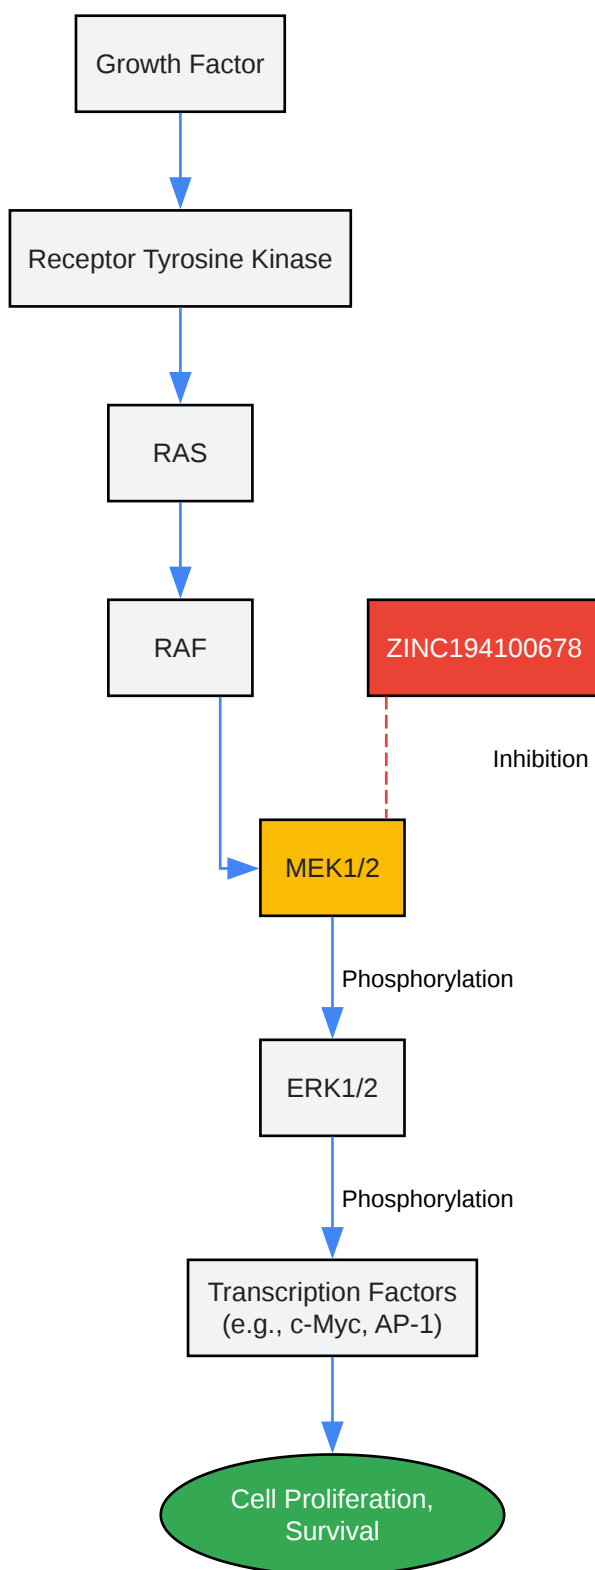 Growth Factor
Receptor Tyrosine Kinase
RAS
RAF
ZINC194100678
Inhibition
MEK1/2
Phosphorylation
ERK1/2
Phosphorylation
Transcription Factors
(e.g., c-Myc, AP-1)
Cell Proliferation,
Survival